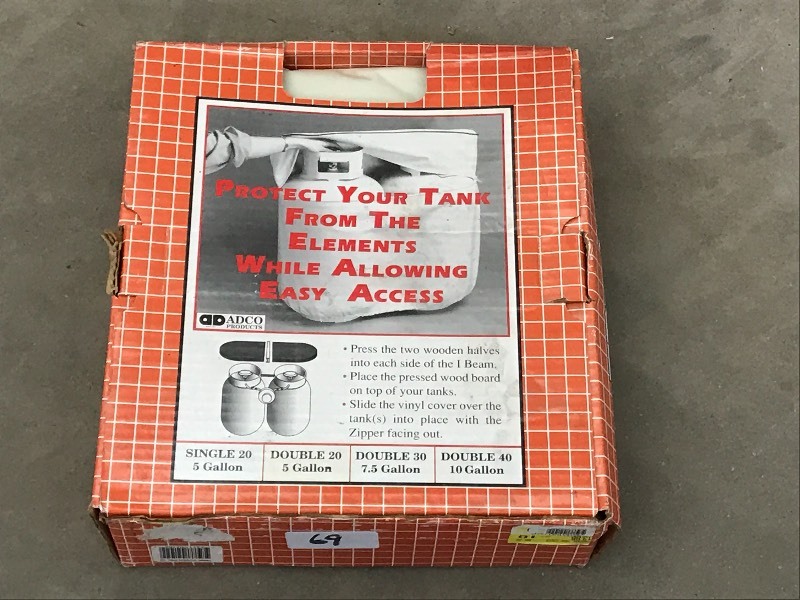 PROTECT YOUR TANK
FROM THE
ELEMENTS
WHILE ALLOWING
EASY ACCESS
AD ADCO
PRODUCTS
• Press the two wooden halves
into each side of the I Beam.
• Place the pressed wood board
on top of your tanks.
• Slide the vinyl cover over the
tank(s) into place with the
Zipper facing out.
SINGLE 20
5 Gallon
DOUBLE 20
5 Gallon
DOUBLE 30
7.5 Gallon
DOUBLE 40
10 Gallon
69